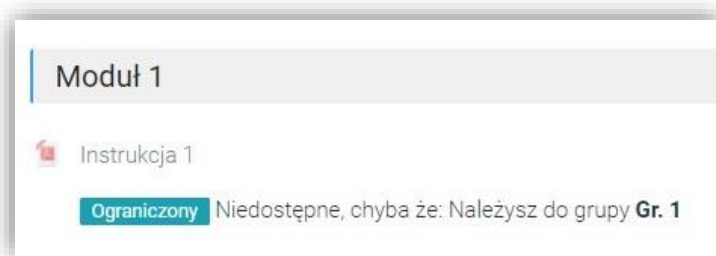 Moduł 1
Instrukcja 1
Ograniczony Niedostępne, chyba że: Należysz do grupy Gr. 1